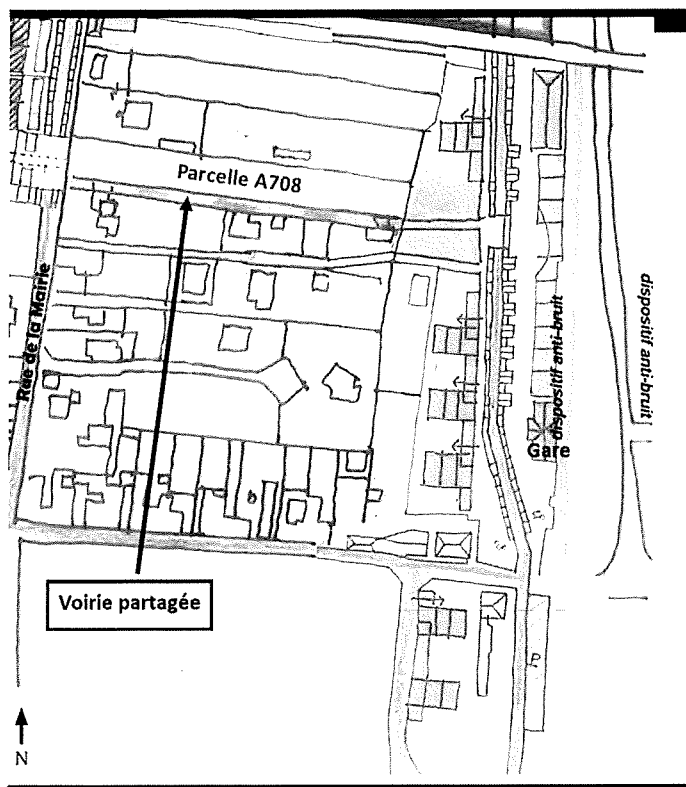 Parcelle A708
Rue de la Mairie
dispositif anti-bruit
dispositif anti-bruit
Gare
Voirie partagée
P
N